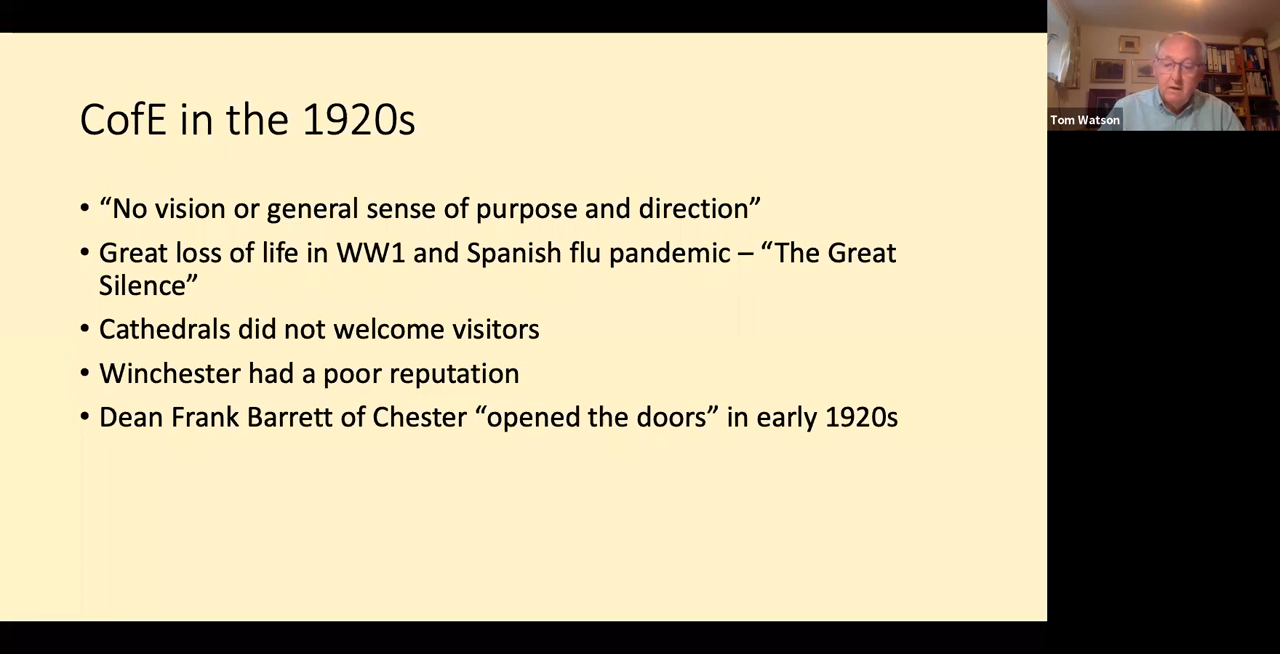 CofE in the 1920s
• “No vision or general sense of purpose and direction”
• Great loss of life in WW1 and Spanish flu pandemic – “The Great
Silence”
• Cathedrals did not welcome visitors
• Winchester had a poor reputation
• Dean Frank Barrett of Chester “opened the doors” in early 1920s
Tom Watson